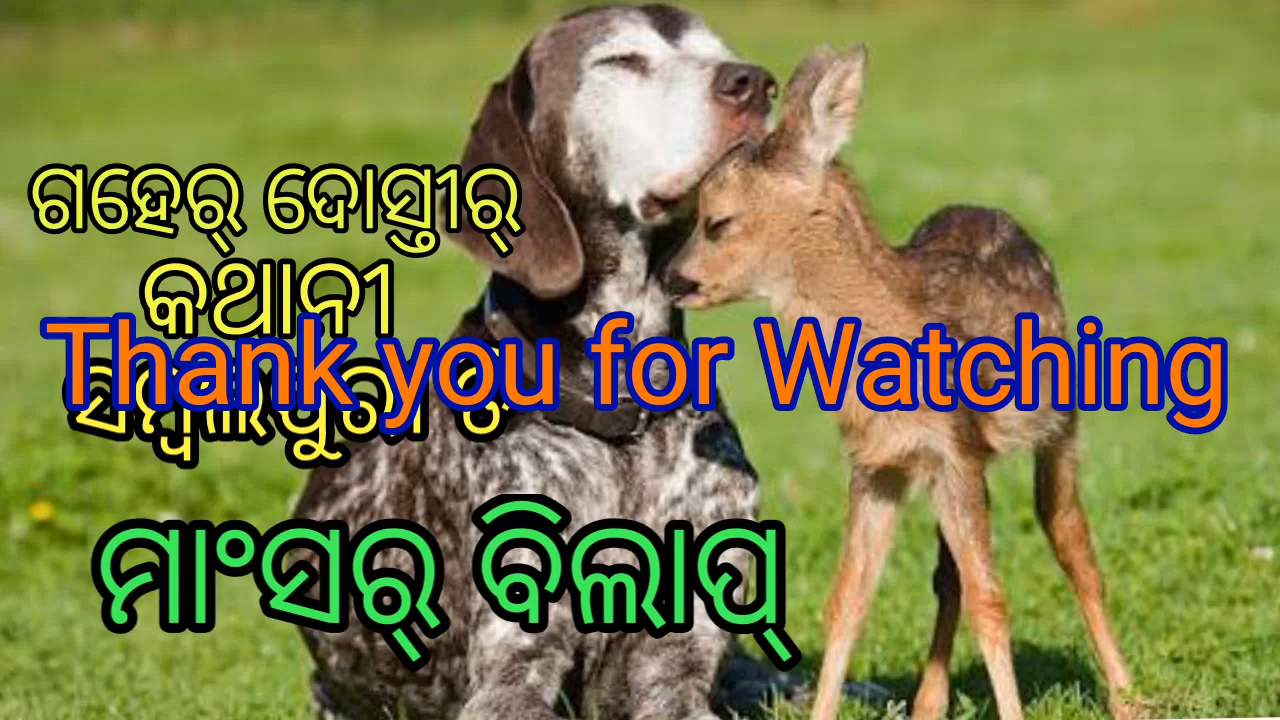 ଗହେର୍ ଦୋସ୍ତୀର୍
କଥାନୀ
Thank you for Watching
ମାଂସର୍ ବିଲାପ୍